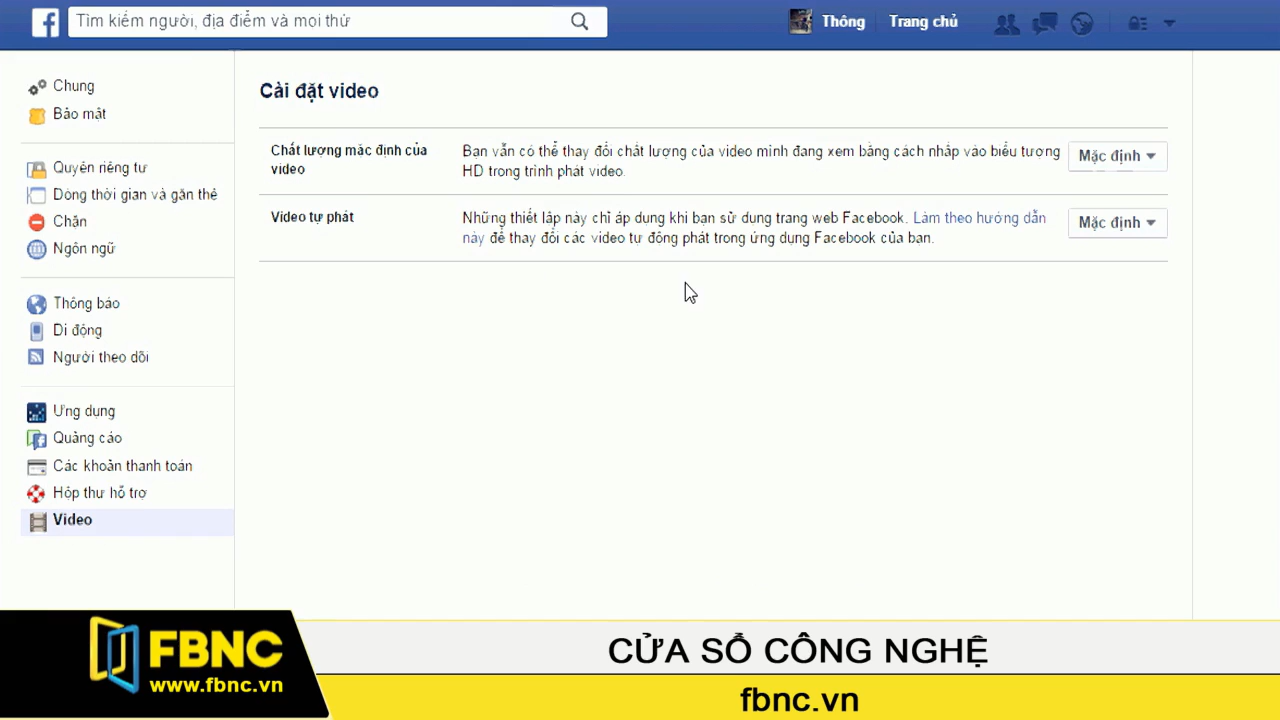 Tìm kiếm người, địa điểm và mọi thứ
Thông
Trang chủ
Chung
Bảo mật
Quyền riêng tư
Dòng thời gian và gắn thẻ
Chặn
Ngôn ngữ
Thông báo
Di động
Người theo dõi
Ứng dụng
Quảng cáo
Các khoản thanh toán
Hộp thư hỗ trợ
Video
Cài đặt video
Chất lượng mặc định của
video
Bạn vẫn có thể thay đổi chất lượng của video mình đang xem bằng cách nhấp vào biểu tượng
HD trong trình phát video.
Mặc định
Video tự phát
Những thiết lập này chỉ áp dụng khi bạn sử dụng trang web Facebook. Làm theo hướng dẫn
này để thay đổi các video tự động phát trong ứng dụng Facebook của bạn.
Mặc định
FBNC
www.fbnc.vn
CỬA SỔ CÔNG NGHỆ
fbnc.vn